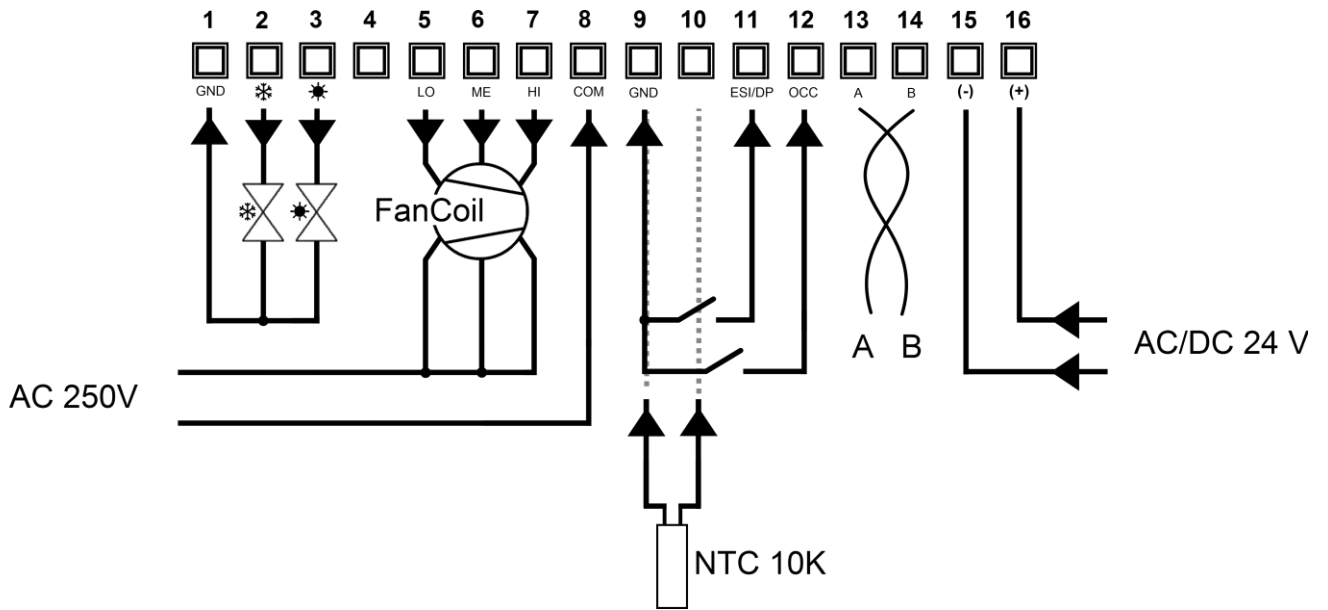 1 2 3 4 5 6 7 8 9 10 11 12 13 14 15 16
GND LO ME HI COM GND ESI/DP OCC A B (-) (+)
FanCoil
A B
AC/DC 24 V
AC 250V
NTC 10K